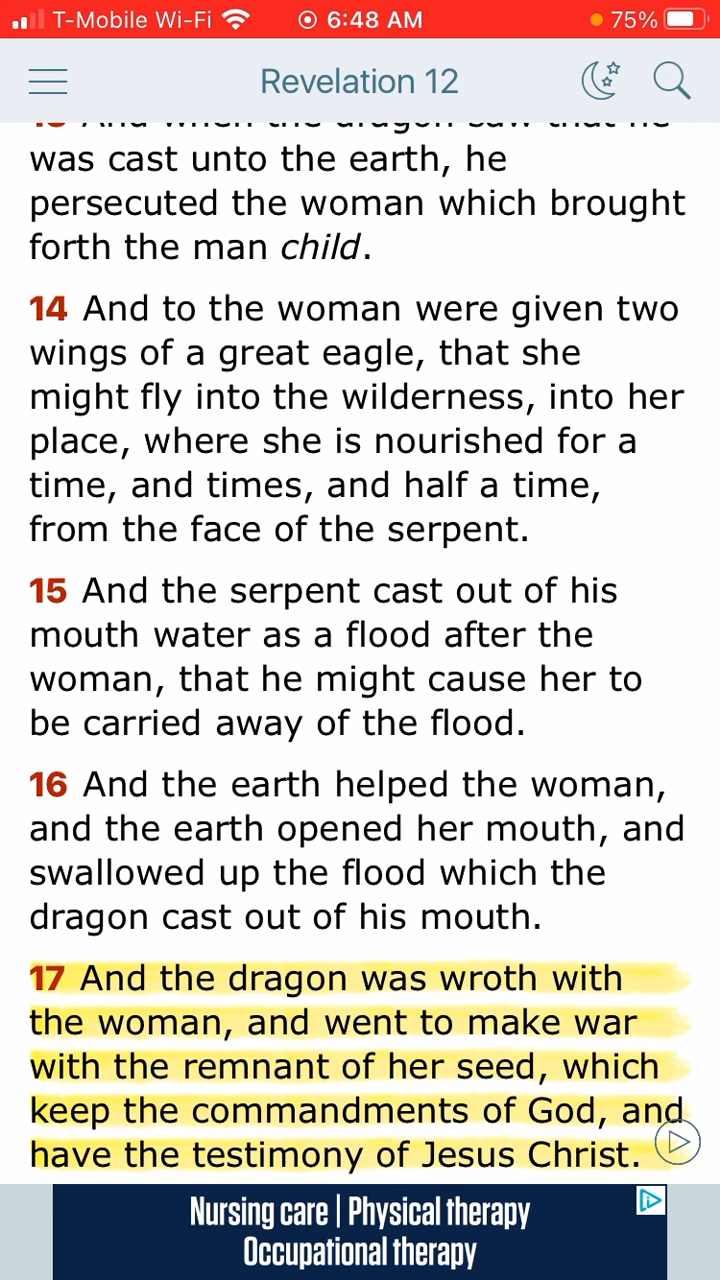 T-Mobile Wi-Fi 6:48 AM 75%
Revelation 12
13 And when the dragon saw that he
was cast unto the earth, he
persecuted the woman which brought
forth the man child.
14 And to the woman were given two
wings of a great eagle, that she
might fly into the wilderness, into her
place, where she is nourished for a
time, and times, and half a time,
from the face of the serpent.
15 And the serpent cast out of his
mouth water as a flood after the
woman, that he might cause her to
be carried away of the flood.
16 And the earth helped the woman,
and the earth opened her mouth, and
swallowed up the flood which the
dragon cast out of his mouth.
17 And the dragon was wroth with
the woman, and went to make war
with the remnant of her seed, which
keep the commandments of God, and
have the testimony of Jesus Christ.
Nursing care | Physical therapy
Occupational therapy